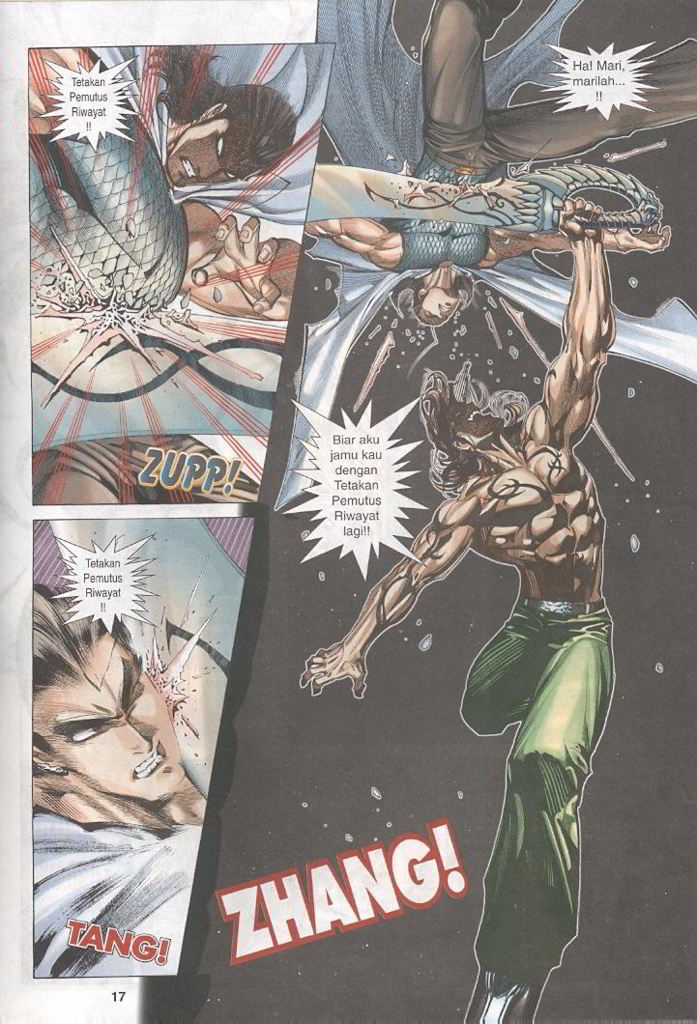 Tetakan
Pemutus
Riwayat
!!
ZUPP!
Ha! Mari,
marilah...
!!
Biar aku
jamu kau
dengan
Tetakan
Pemutus
Riwayat
lagi!!
Tetakan
Pemutus
Riwayat
!!
TANG!
ZHANG!
17